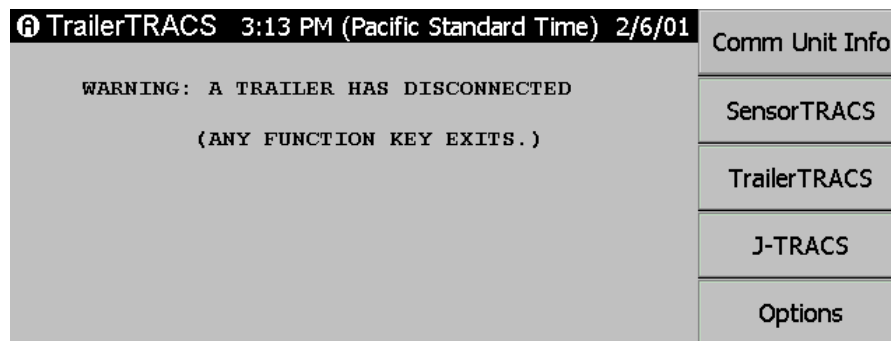 TrailerTRACS 3:13 PM (Pacific Standard Time) 2/6/01
WARNING: A TRAILER HAS DISCONNECTED
(ANY FUNCTION KEY EXITS.)
Comm Unit Info
SensorTRACS
TrailerTRACS
J-TRACS
Options